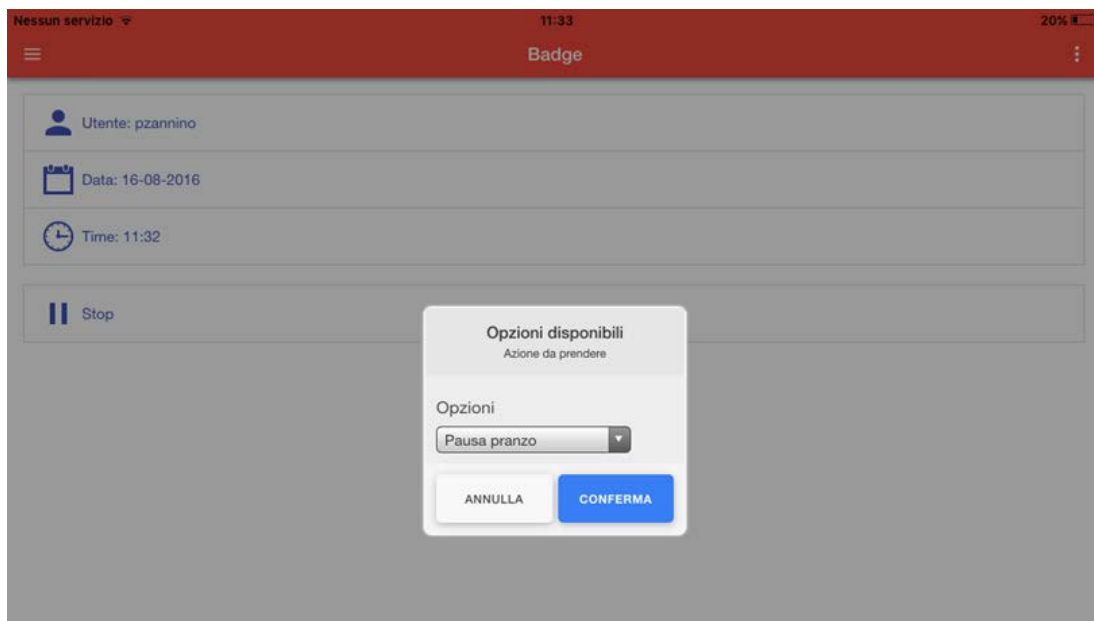 Nessun servizio 11:33 20%
Badge
Utente: pzannino
Data: 16-08-2016
Time: 11:32
Stop
Opzioni disponibili
Azione da prendere
Opzioni
Pausa pranzo
ANNULLA CONFERMA